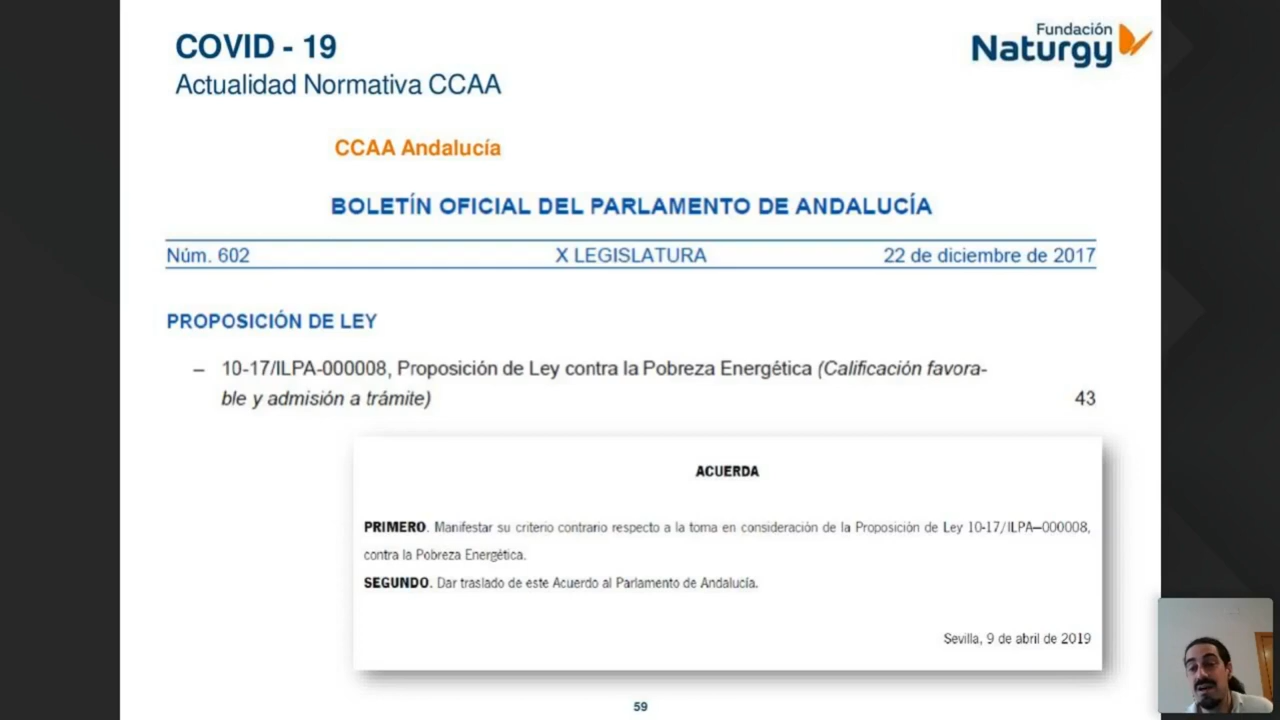 COVID - 19
Actualidad Normativa CCAA
Fundación
Naturgy
CCAA Andalucía
BOLETÍN OFICIAL DEL PARLAMENTO DE ANDALUCÍA
Núm. 602 X LEGISLATURA 22 de diciembre de 2017
PROPOSICIÓN DE LEY
– 10-17/ILPA-000008, Proposición de Ley contra la Pobreza Energética (Calificación favora-
ble y admisión a trámite) 43
ACUERDA
PRIMERO. Manifestar su criterio contrario respecto a la toma en consideración de la Proposición de Ley 10-17/ILPA–000008,
contra la Pobreza Energética.
SEGUNDO. Dar traslado de este Acuerdo al Parlamento de Andalucía.
Sevilla, 9 de abril de 2019
59